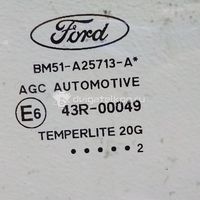 Ford
BM51-A25713-A*
AGC AUTOMOTIVE
E6 43R-00049
TEMPERLITE 20G
• • • • • 2